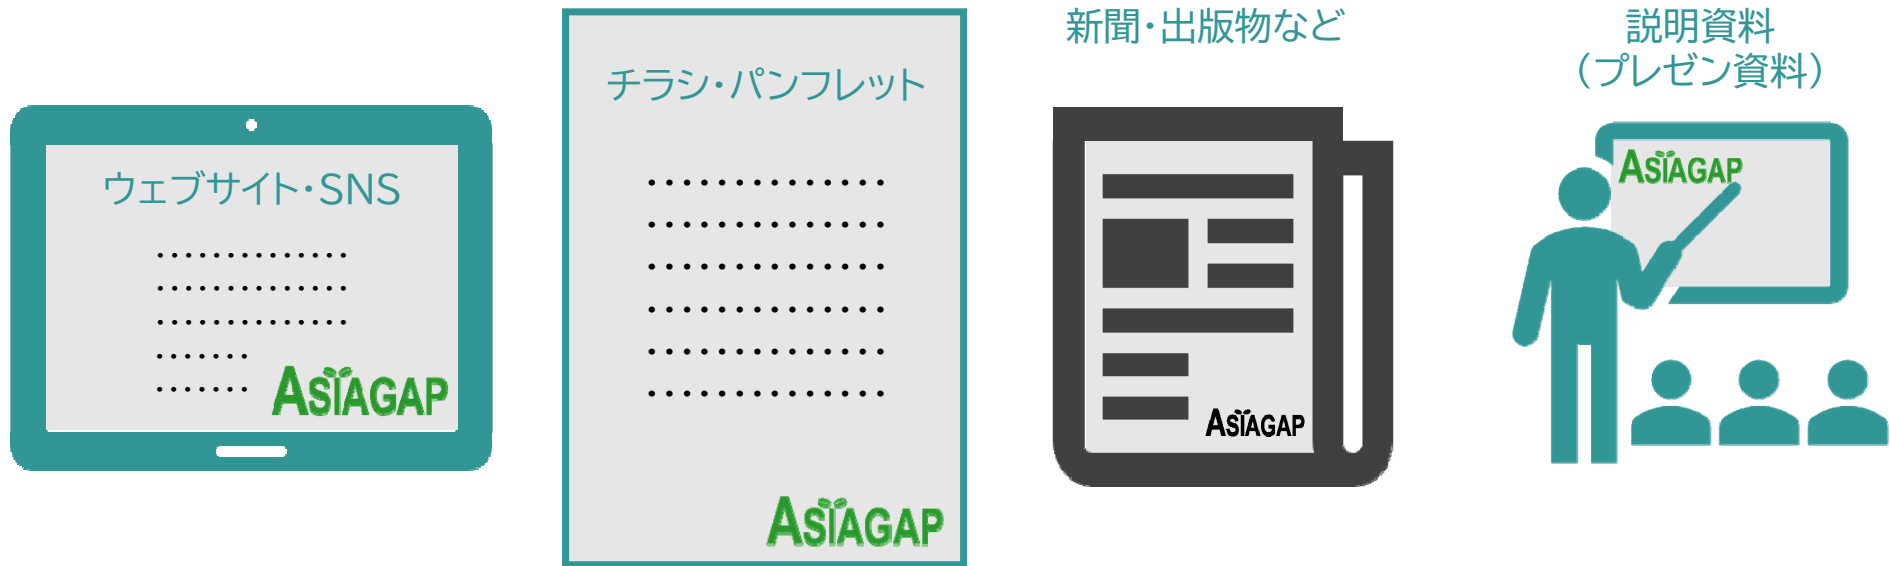 ウェブサイト・SNS
ASIAGAP
チラシ・パンフレット
ASIAGAP
新聞・出版物など
ASIAGAP
説明資料
（プレゼン資料）
ASIAGAP